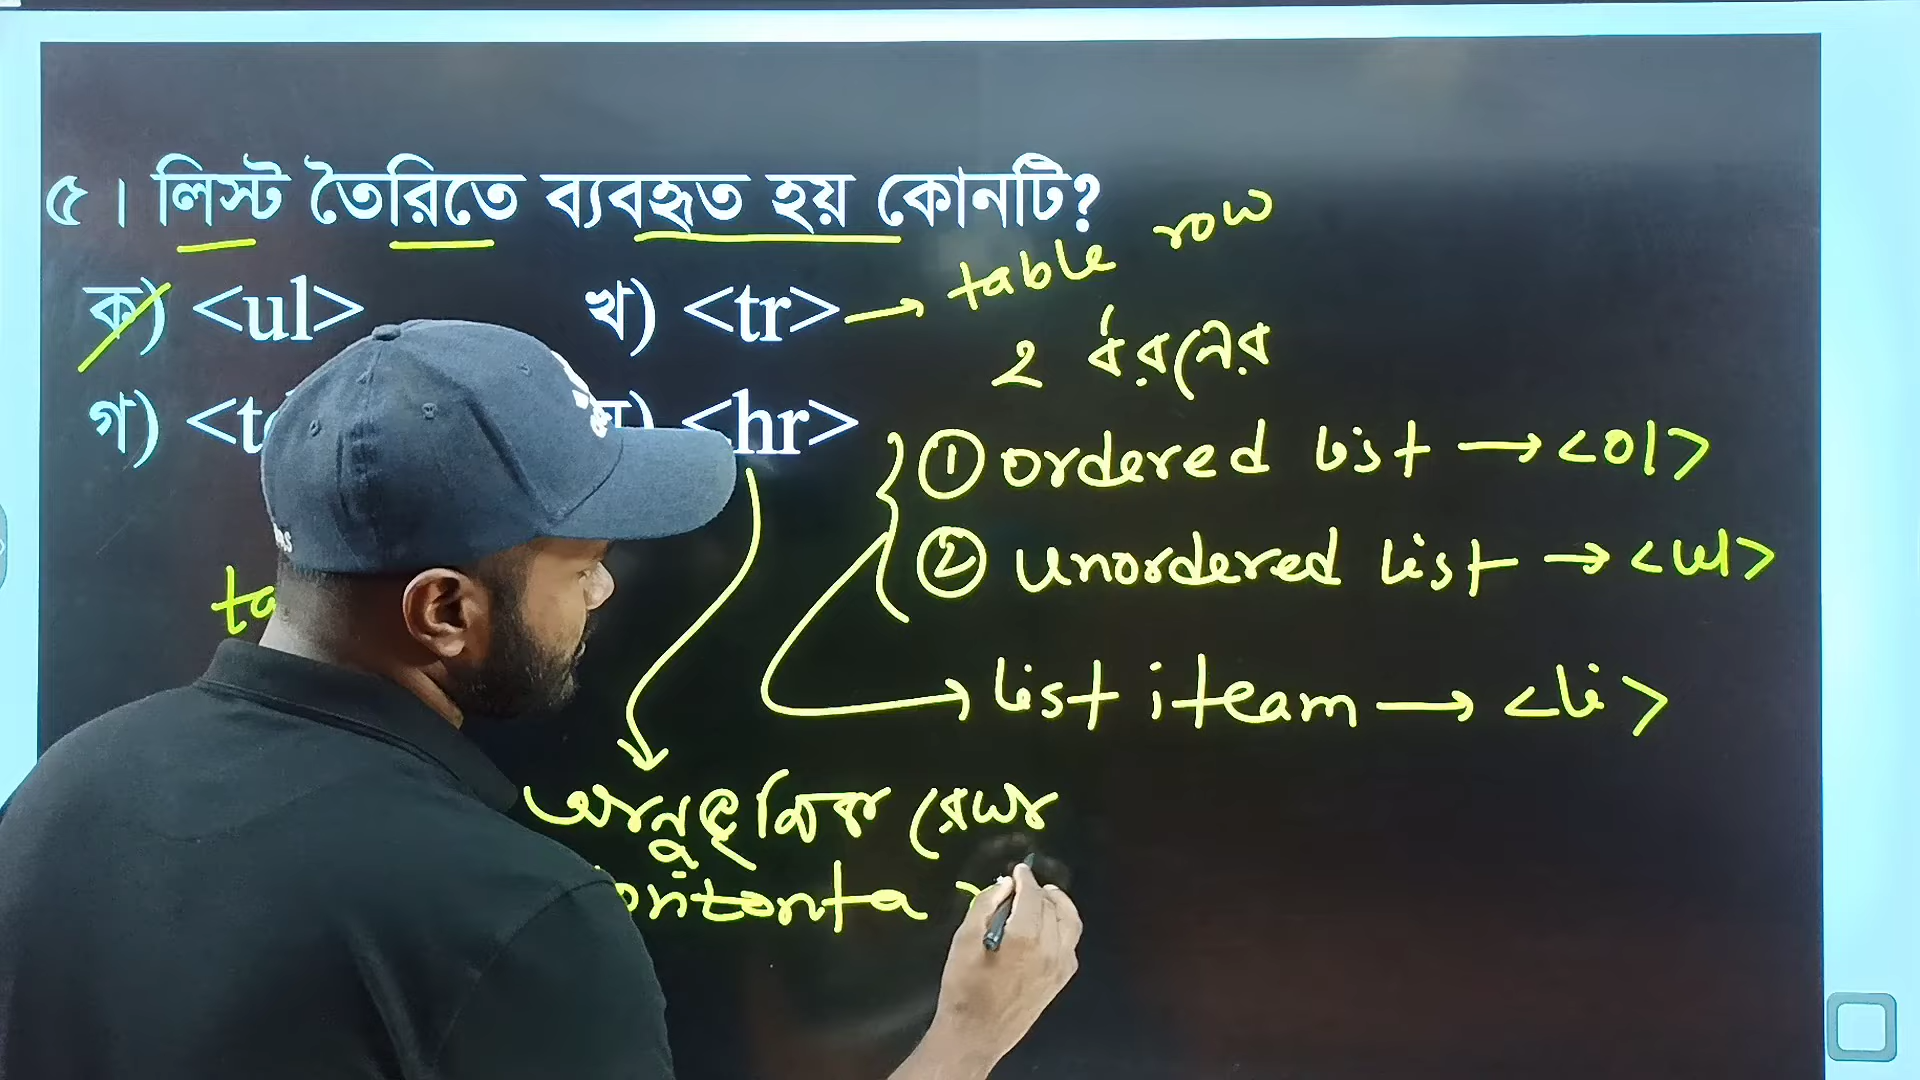 ৫। লিস্ট তৈরিতে ব্যবহৃত হয় কোনটি?
ক) <ul>
খ) <tr> → table row
২ ধরনের
গ)
<hr>
① ordered list → <ol>
② unordered list → <ul>
list iteam → <li>
ta
অনুভূমিক রেখা